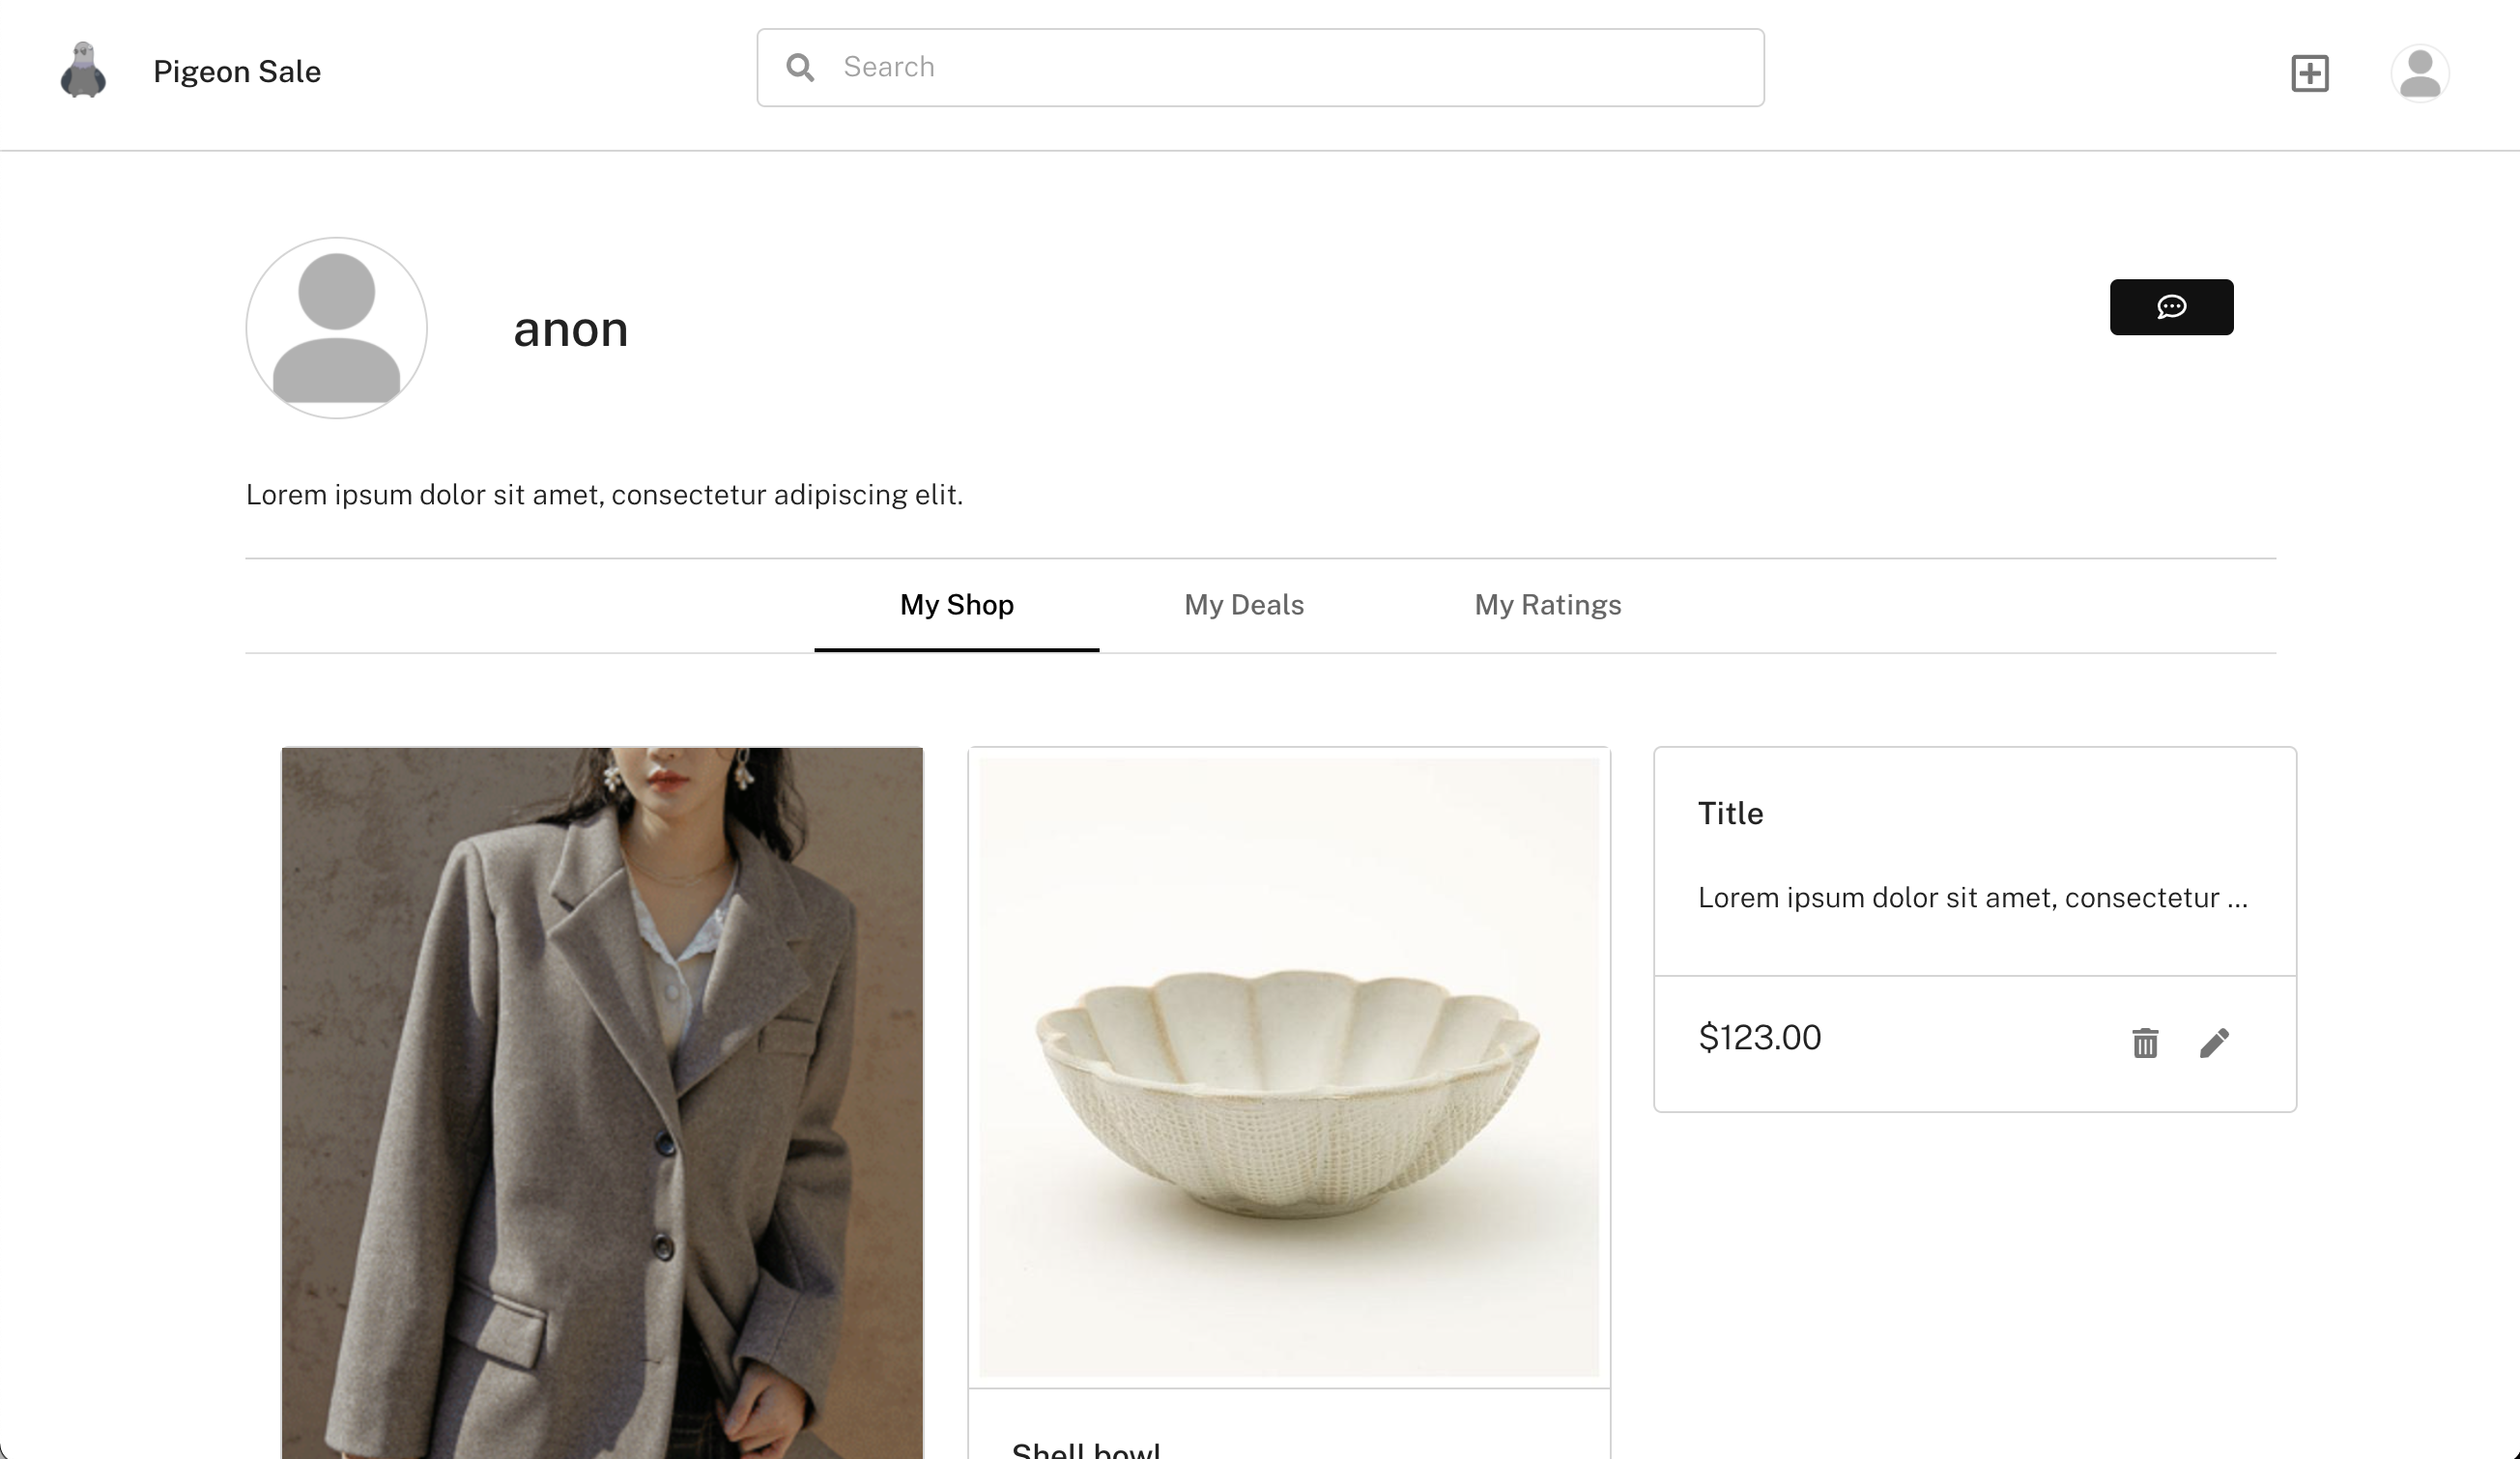 Pigeon Sale
Search
anon
Lorem ipsum dolor sit amet, consectetur adipiscing elit.
My Shop My Deals My Ratings
Title
Lorem ipsum dolor sit amet, consectetur ...
$123.00
Shell bowl